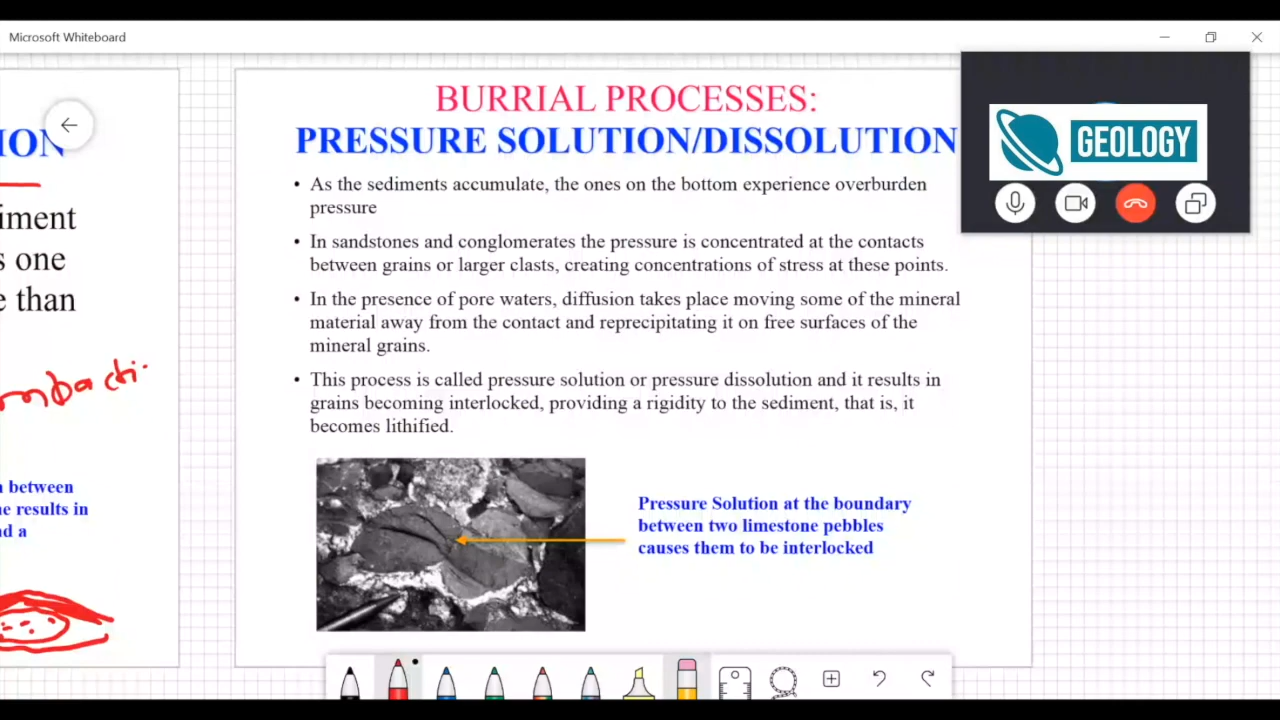 Microsoft Whiteboard
ION
iment
s one
e than
mpacti
n between
ne results in
nd a
BURRIAL PROCESSES:
PRESSURE SOLUTION/DISSOLUTION
• As the sediments accumulate, the ones on the bottom experience overburden
pressure
• In sandstones and conglomerates the pressure is concentrated at the contacts
between grains or larger clasts, creating concentrations of stress at these points.
• In the presence of pore waters, diffusion takes place moving some of the mineral
material away from the contact and reprecipitating it on free surfaces of the
mineral grains.
• This process is called pressure solution or pressure dissolution and it results in
grains becoming interlocked, providing a rigidity to the sediment, that is, it
becomes lithified.
Pressure Solution at the boundary
between two limestone pebbles
causes them to be interlocked
GEOLOGY